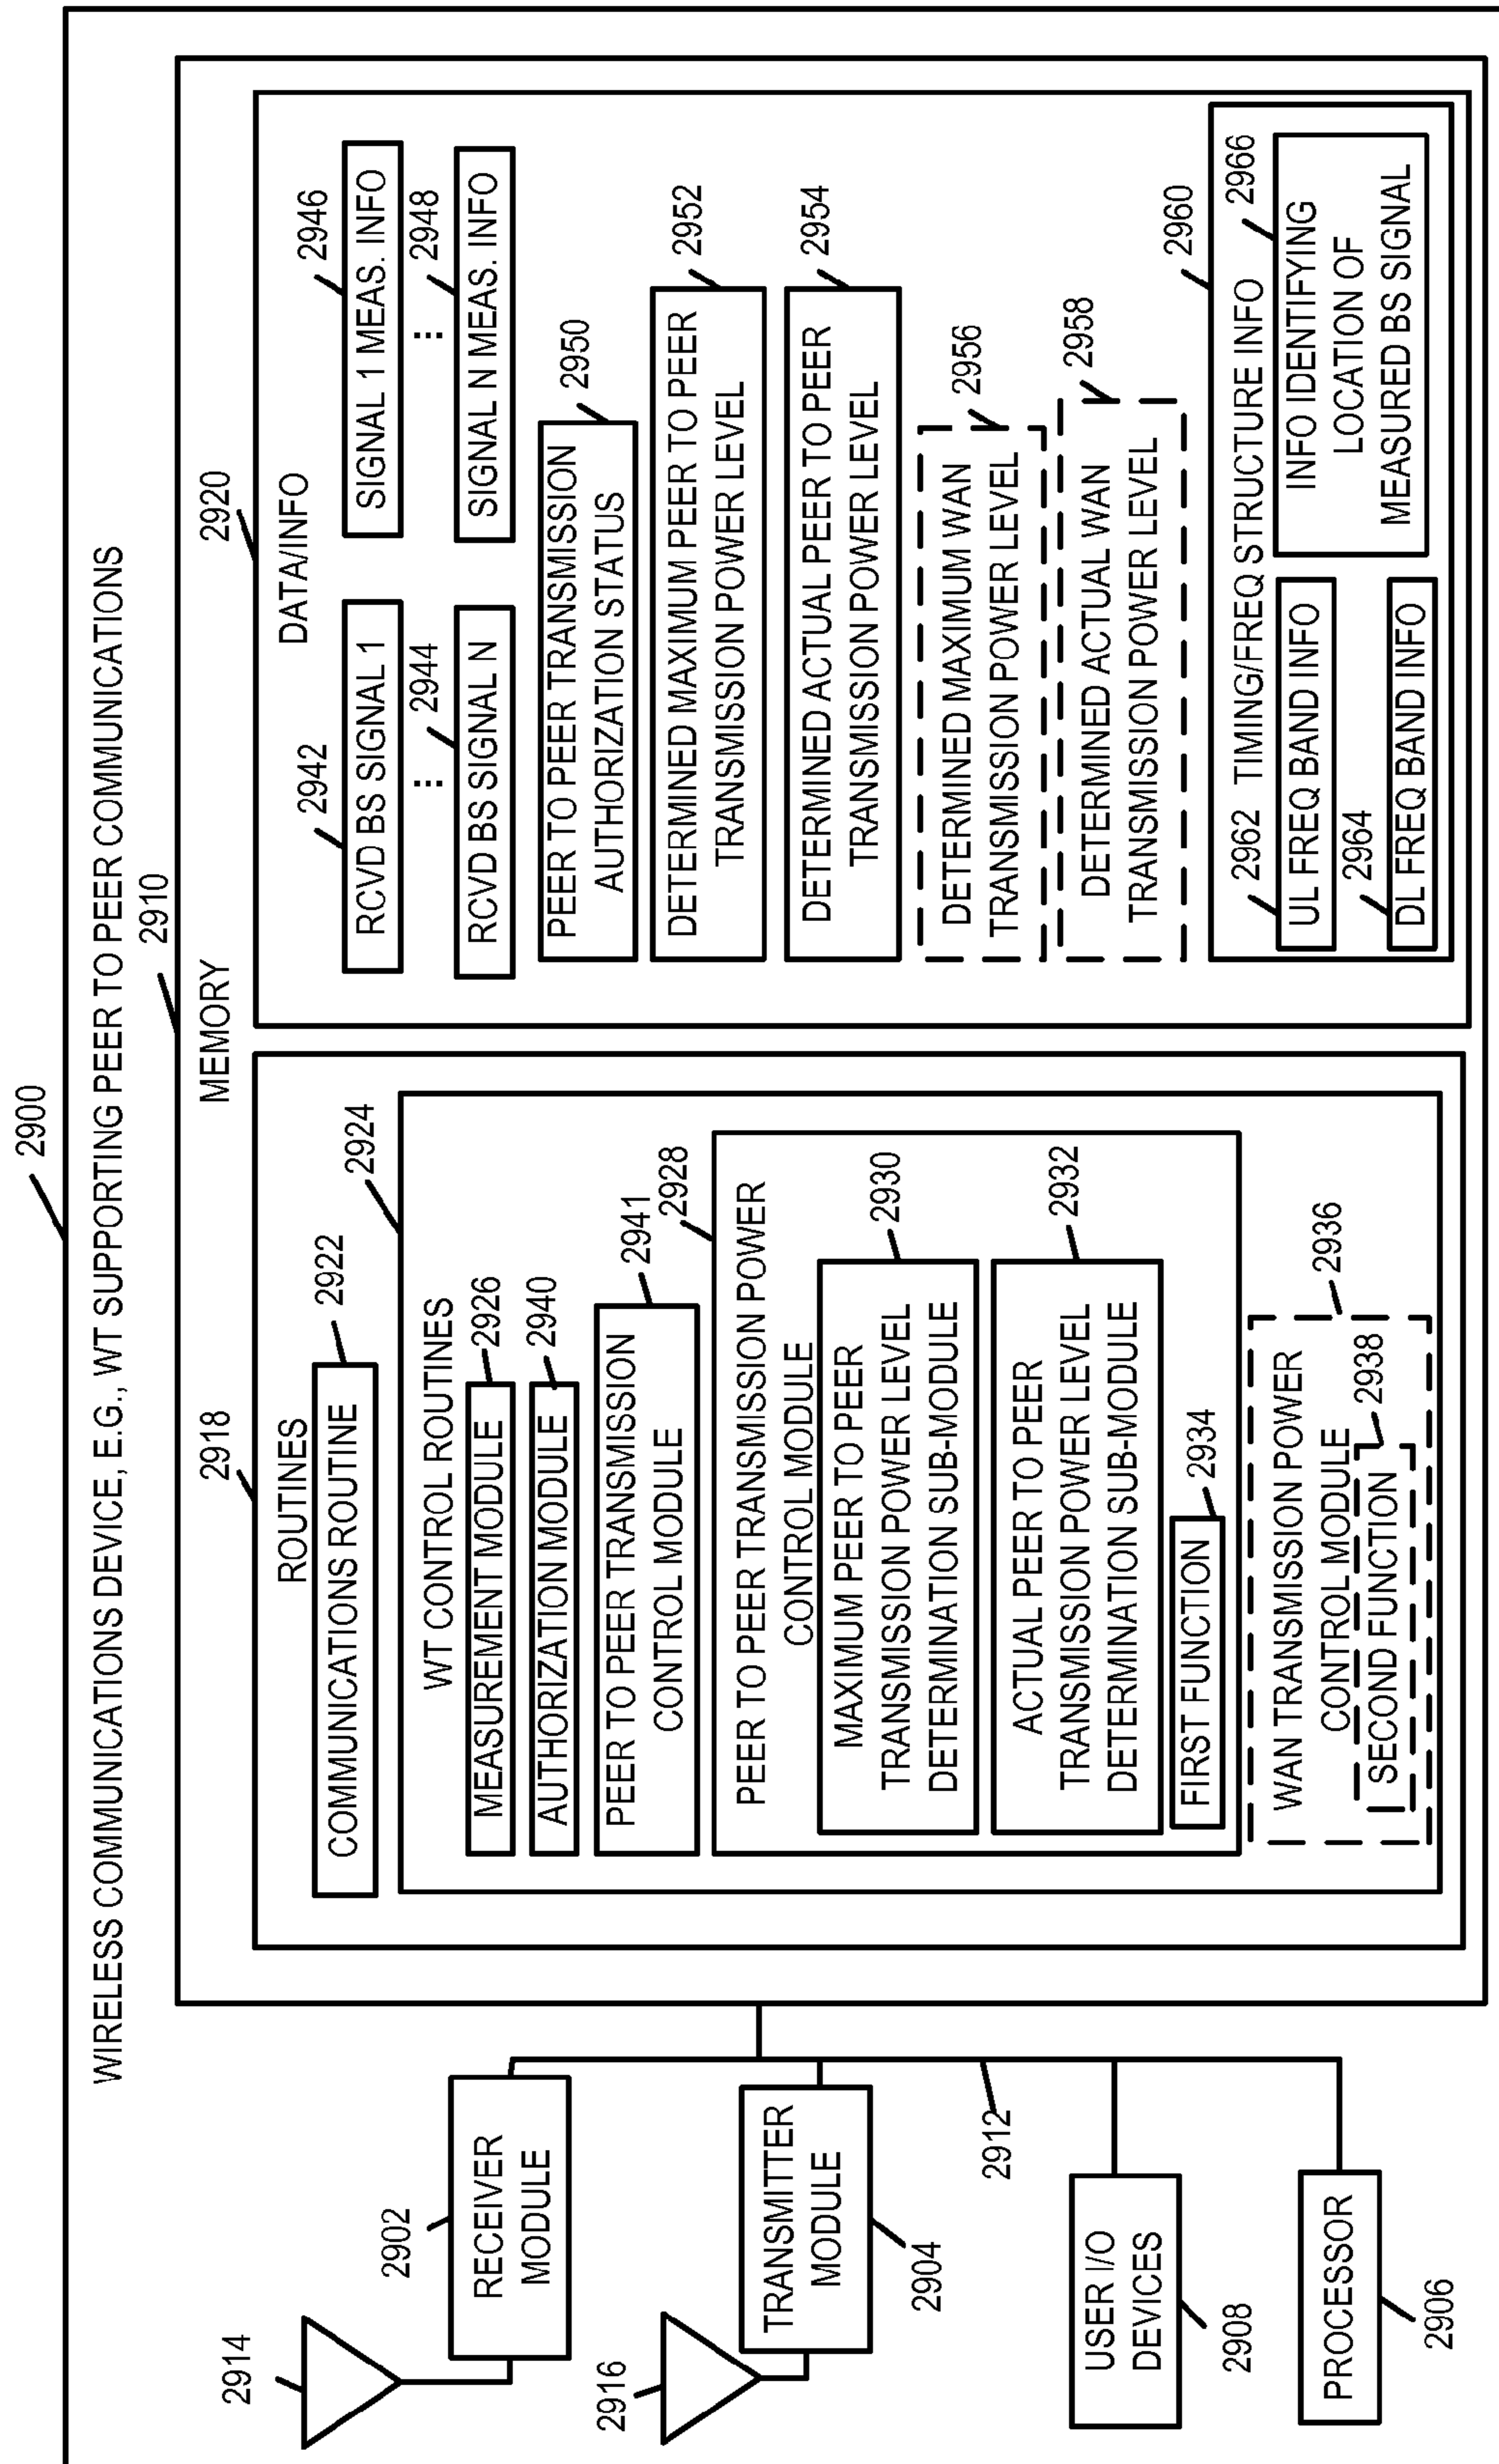 2900
WIRELESS COMMUNICATIONS DEVICE, E.G., WT SUPPORTING PEER TO PEER COMMUNICATIONS
2914
2902
RECEIVER
MODULE
2916
TRANSMITTER
MODULE
2904
2912
USER I/O
DEVICES
2908
PROCESSOR
2906
2910
MEMORY
2918
ROUTINES
2922
COMMUNICATIONS ROUTINE
2924
WT CONTROL ROUTINES
2926
MEASUREMENT MODULE
2940
AUTHORIZATION MODULE
2941
PEER TO PEER TRANSMISSION
CONTROL MODULE
2928
PEER TO PEER TRANSMISSION POWER
CONTROL MODULE
2930
MAXIMUM PEER TO PEER
TRANSMISSION POWER LEVEL
DETERMINATION SUB-MODULE
2932
ACTUAL PEER TO PEER
TRANSMISSION POWER LEVEL
DETERMINATION SUB-MODULE
2934
FIRST FUNCTION
2936
WAN TRANSMISSION POWER
CONTROL MODULE
2938
SECOND FUNCTION
2920
DATA/INFO
2942
RCVD BS SIGNAL 1
2946
SIGNAL 1 MEAS. INFO
⋮ 2944
⋮ 2948
RCVD BS SIGNAL N
SIGNAL N MEAS. INFO
2950
PEER TO PEER TRANSMISSION
AUTHORIZATION STATUS
2952
DETERMINED MAXIMUM PEER TO PEER
TRANSMISSION POWER LEVEL
2954
DETERMINED ACTUAL PEER TO PEER
TRANSMISSION POWER LEVEL
2956
DETERMINED MAXIMUM WAN
TRANSMISSION POWER LEVEL
2958
DETERMINED ACTUAL WAN
TRANSMISSION POWER LEVEL
2960
2962 TIMING/FREQ STRUCTURE INFO
UL FREQ BAND INFO
2964
DL FREQ BAND INFO
2966
INFO IDENTIFYING
LOCATION OF
MEASURED BS SIGNAL